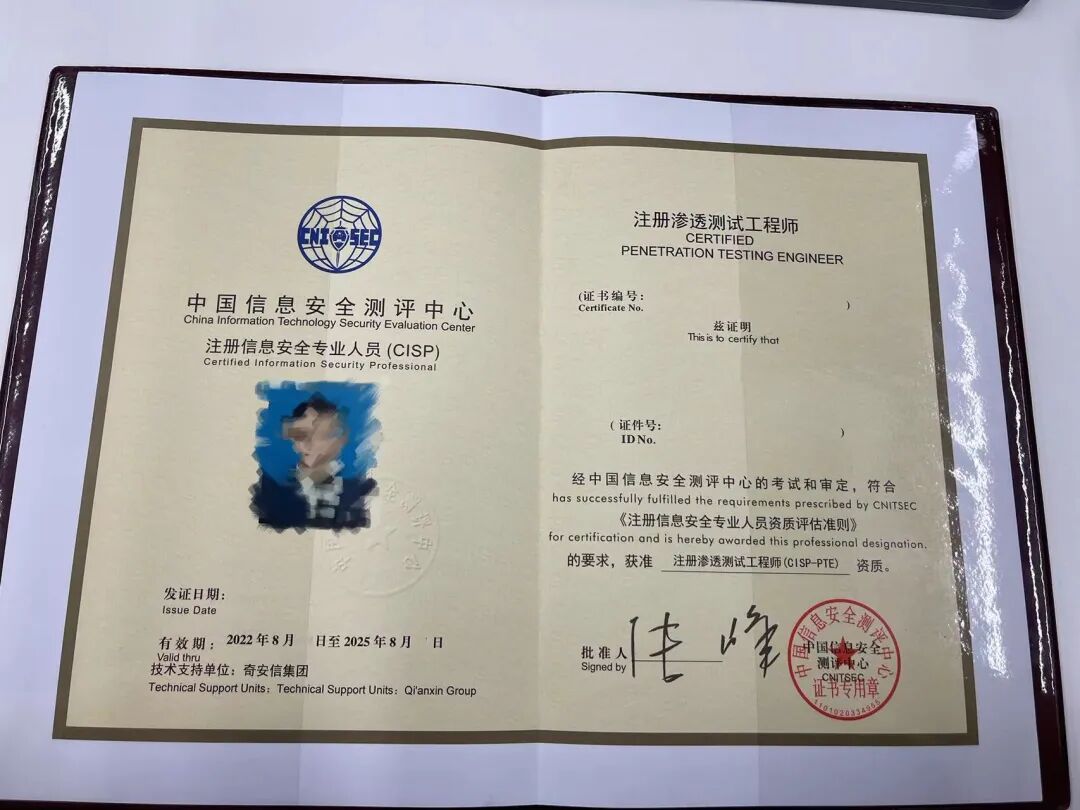 CNITSEC
中国信息安全测评中心
China Information Technology Security Evaluation Center
注册信息安全专业人员 (CISP)
Certified Information Security Professional
发证日期：
Issue Date
有效期： 2022年8月 日至2025年8月 日
Valid thru
技术支持单位：奇安信集团
Technical Support Units：Technical Support Units：Qi'anxin Group
注册渗透测试工程师
CERTIFIED
PENETRATION TESTING ENGINEER
(证书编号：
Certificate No. )
兹证明
This is to certify that
( 证件号：
ID No. )
经中国信息安全测评中心的考试和审定，符合
has successfully fulfilled the requirements prescribed by CNITSEC
《注册信息安全专业人员资质评估准则》
for certification and is hereby awarded this professional designation.
的要求，获准 注册渗透测试工程师(CISP-PTE) 资质。
批准人
Signed by
中国信息安全测评中心
中国信息安全
测评中心
CNITSEC
证书专用章